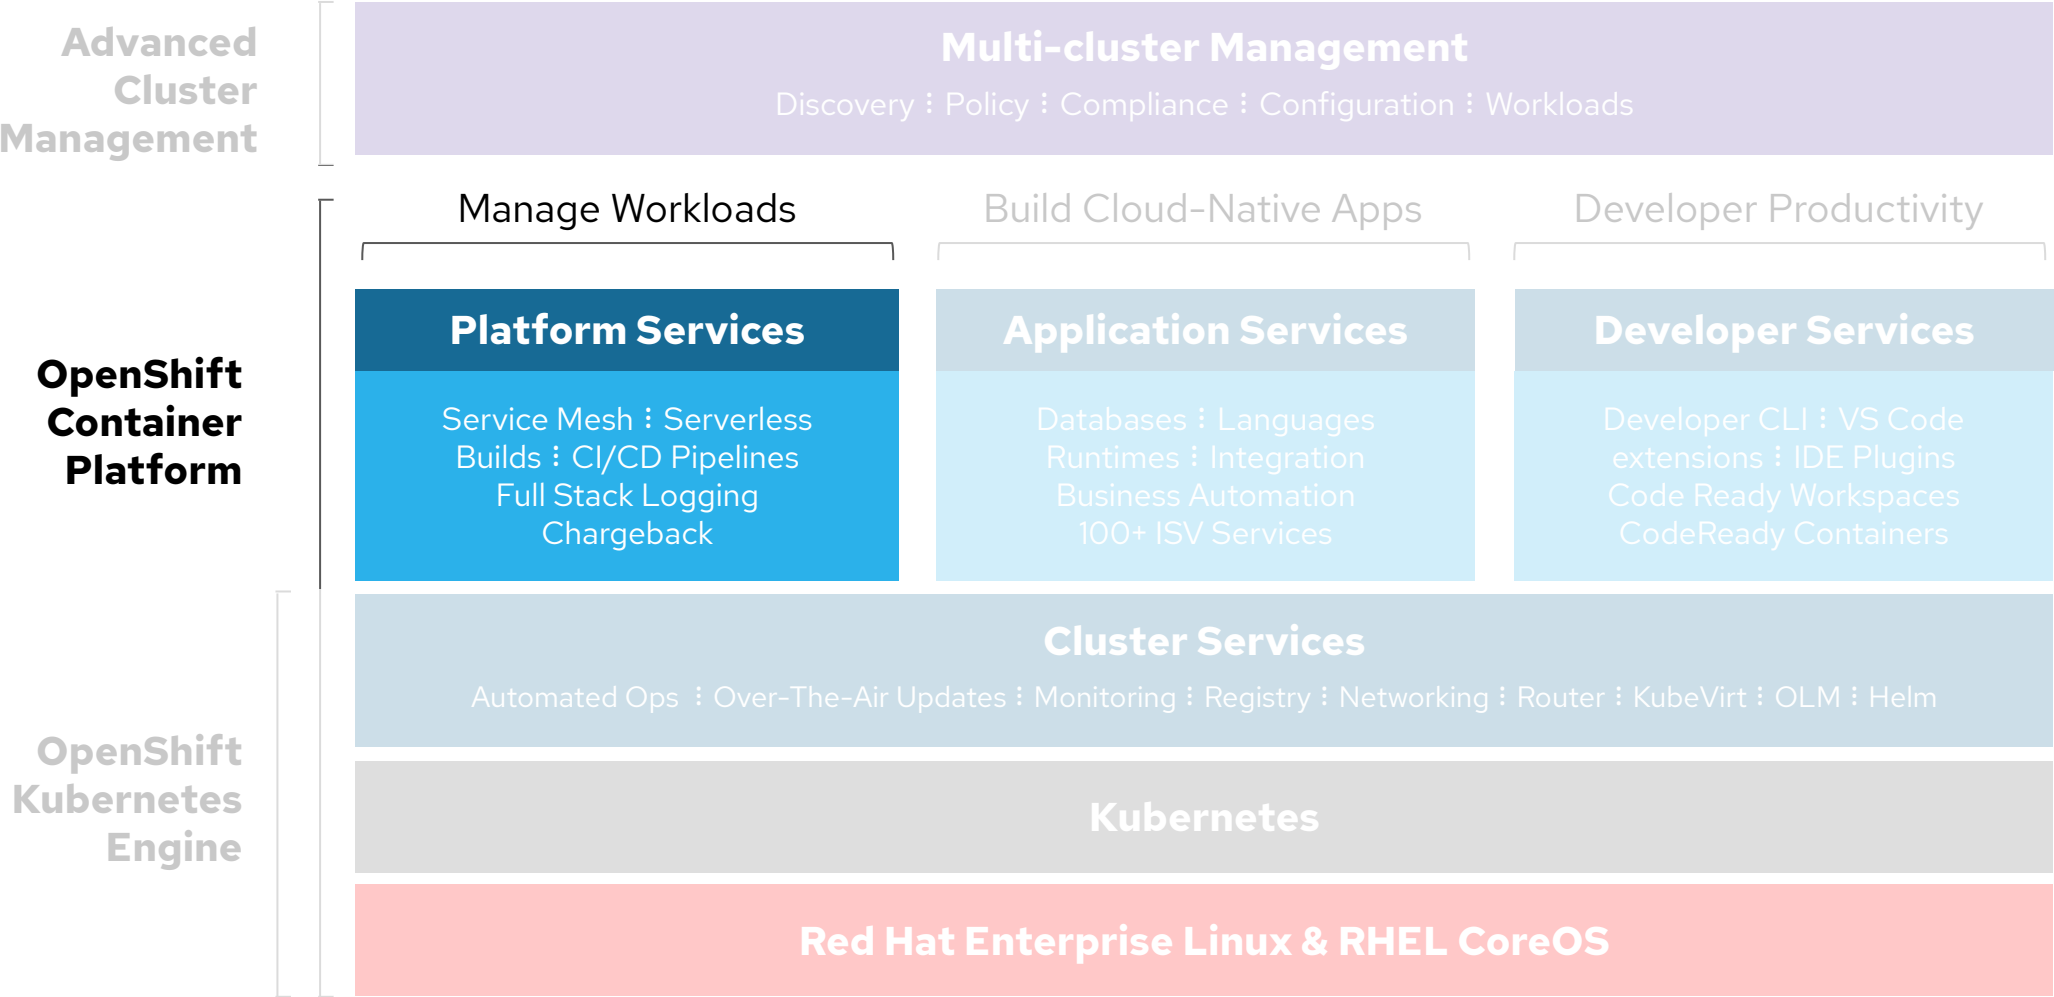 Advanced
Cluster
Management
Multi-cluster Management
Discovery ⁝ Policy ⁝ Compliance ⁝ Configuration ⁝ Workloads
OpenShift
Container
Platform
Manage Workloads
Platform Services
Service Mesh ⁝ Serverless
Builds ⁝ CI/CD Pipelines
Full Stack Logging
Chargeback
Build Cloud-Native Apps
Application Services
Databases ⁝ Languages
Runtimes ⁝ Integration
Business Automation
100+ ISV Services
Developer Productivity
Developer Services
Developer CLI ⁝ VS Code
extensions ⁝ IDE Plugins
Code Ready Workspaces
CodeReady Containers
OpenShift
Kubernetes
Engine
Cluster Services
Automated Ops ⁝ Over-The-Air Updates ⁝ Monitoring ⁝ Registry ⁝ Networking ⁝ Router ⁝ KubeVirt ⁝ OLM ⁝ Helm
Kubernetes
Red Hat Enterprise Linux & RHEL CoreOS